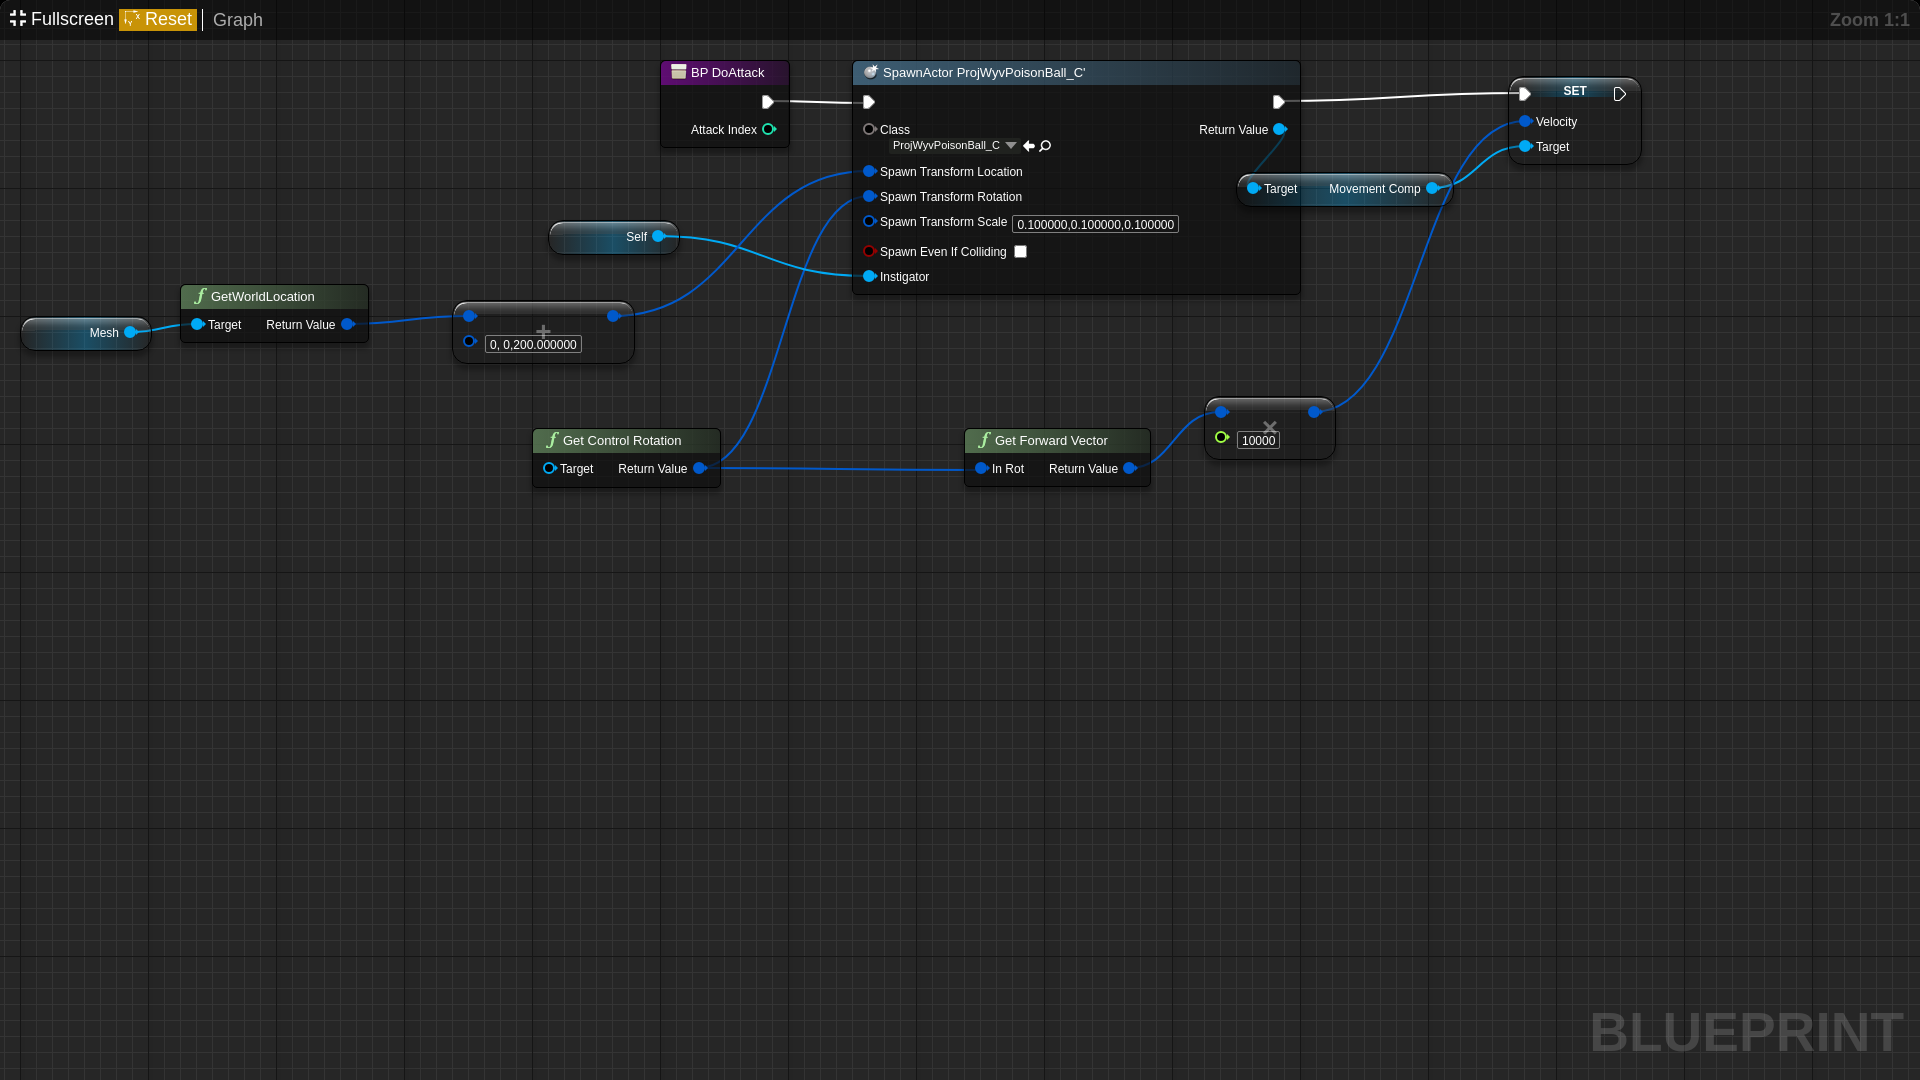 Fullscreen Reset Graph
Zoom 1:1
BP DoAttack
Attack Index
SpawnActor ProjWyvPoisonBall_C'
Class
ProjWyvPoisonBall_C
Return Value
Spawn Transform Location
Spawn Transform Rotation
Spawn Transform Scale 0.100000,0.100000,0.100000
Spawn Even If Colliding
Instigator
SET
Velocity
Target
Target Movement Comp
Self
Mesh
GetWorldLocation
Target Return Value
0, 0,200.000000
Get Control Rotation
Target Return Value
Get Forward Vector
In Rot Return Value
10000
BLUEPRINT